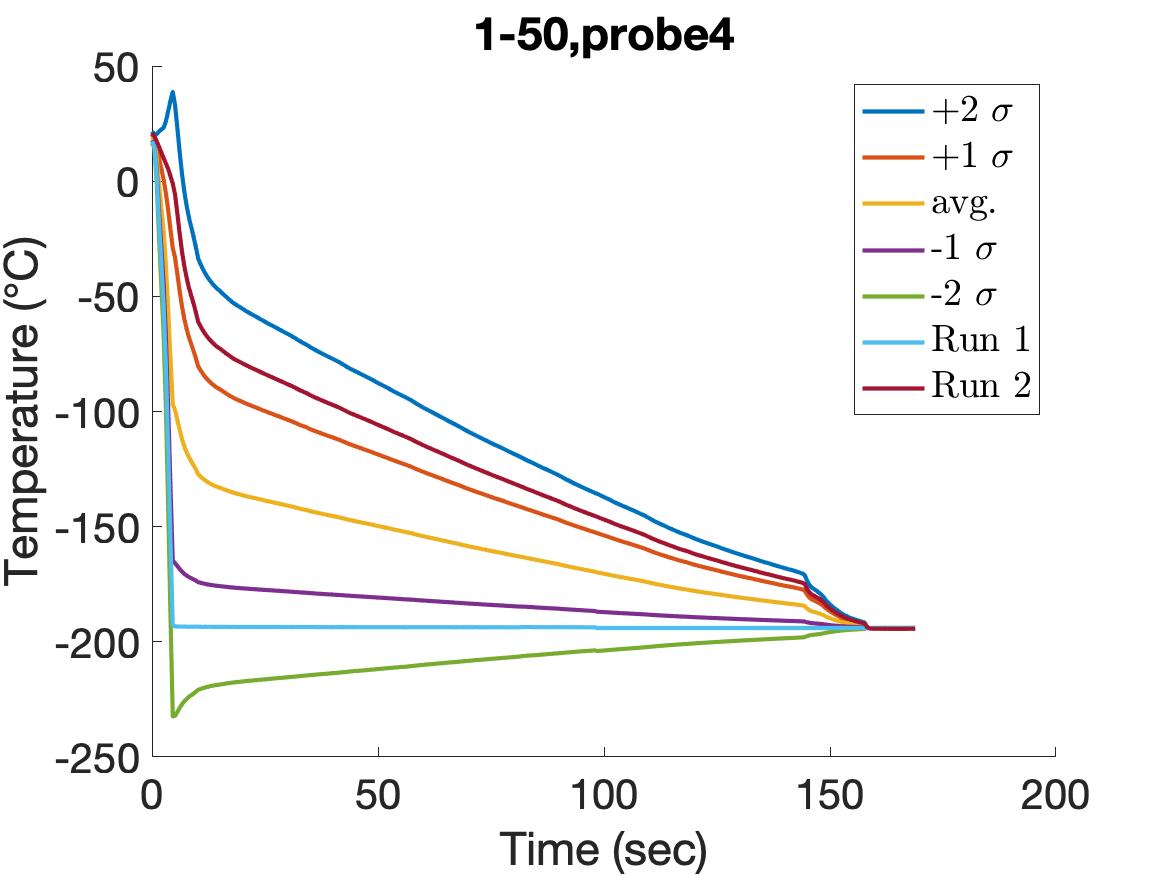 1-50,probe4
50
0
-50
-100
-150
-200
-250
Temperature (°C)
0 50 100 150 200
Time (sec)
+2 σ
+1 σ
avg.
-1 σ
-2 σ
Run 1
Run 2